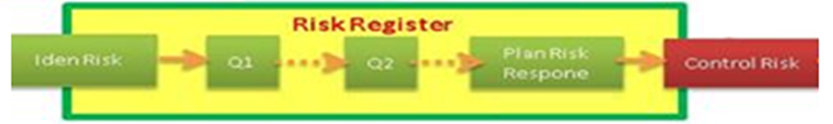 Risk Register
Iden Risk
Q1
Q2
Plan Risk
Respone
Control Risk